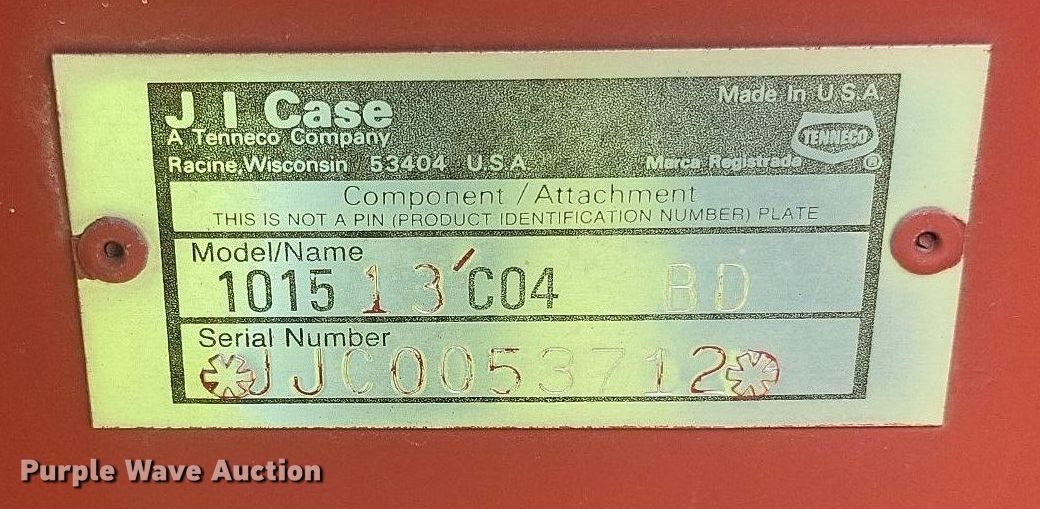 J I Case
Made in U.S.A
A Tenneco Company
TENNECO
Racine, Wisconsin 53404 U.S.A.
Marca Registrada ®
Component / Attachment
THIS IS NOT A PIN (PRODUCT IDENTIFICATION NUMBER) PLATE
Model/Name
1015 13' C04 BD
Serial Number
*JJC0053712*
Purple Wave Auction